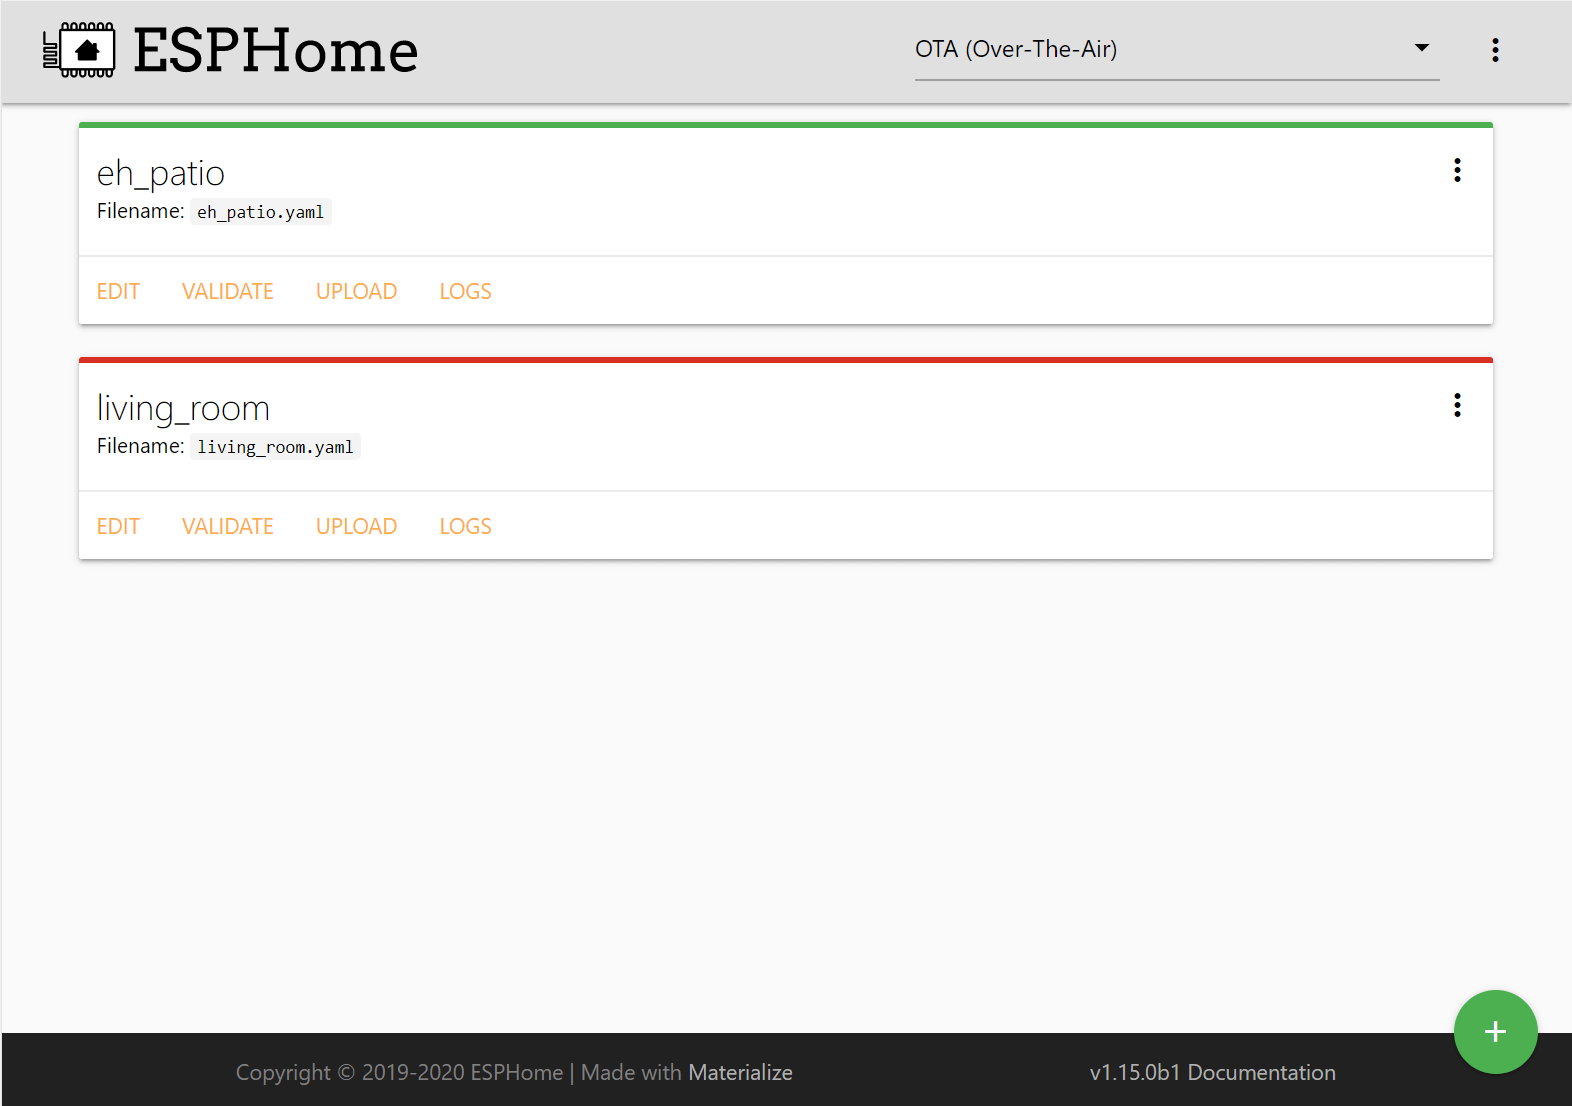 ESPHome
OTA (Over-The-Air)
eh_patio
Filename: eh_patio.yaml
EDIT VALIDATE UPLOAD LOGS
living_room
Filename: living_room.yaml
EDIT VALIDATE UPLOAD LOGS
+
Copyright © 2019-2020 ESPHome | Made with Materialize
v1.15.0b1 Documentation